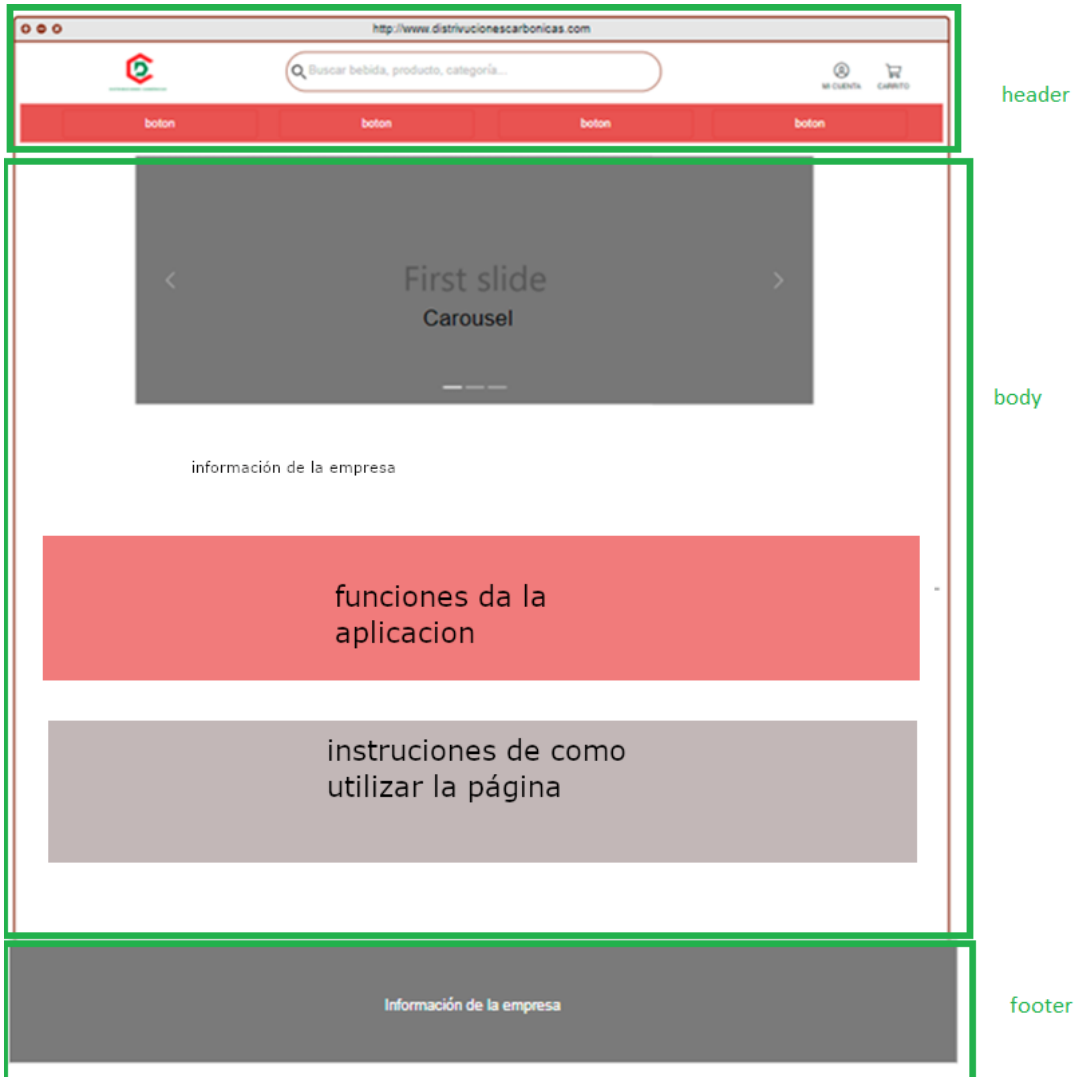 http://www.distrivucionescarbonicas.com
Buscar bebida, producto, categoría...
MI CUENTA CARRITO
header
boton boton boton boton
First slide
Carousel
body
información de la empresa
funciones da la
aplicacion
instruciones de como
utilizar la página
Información de la empresa
footer